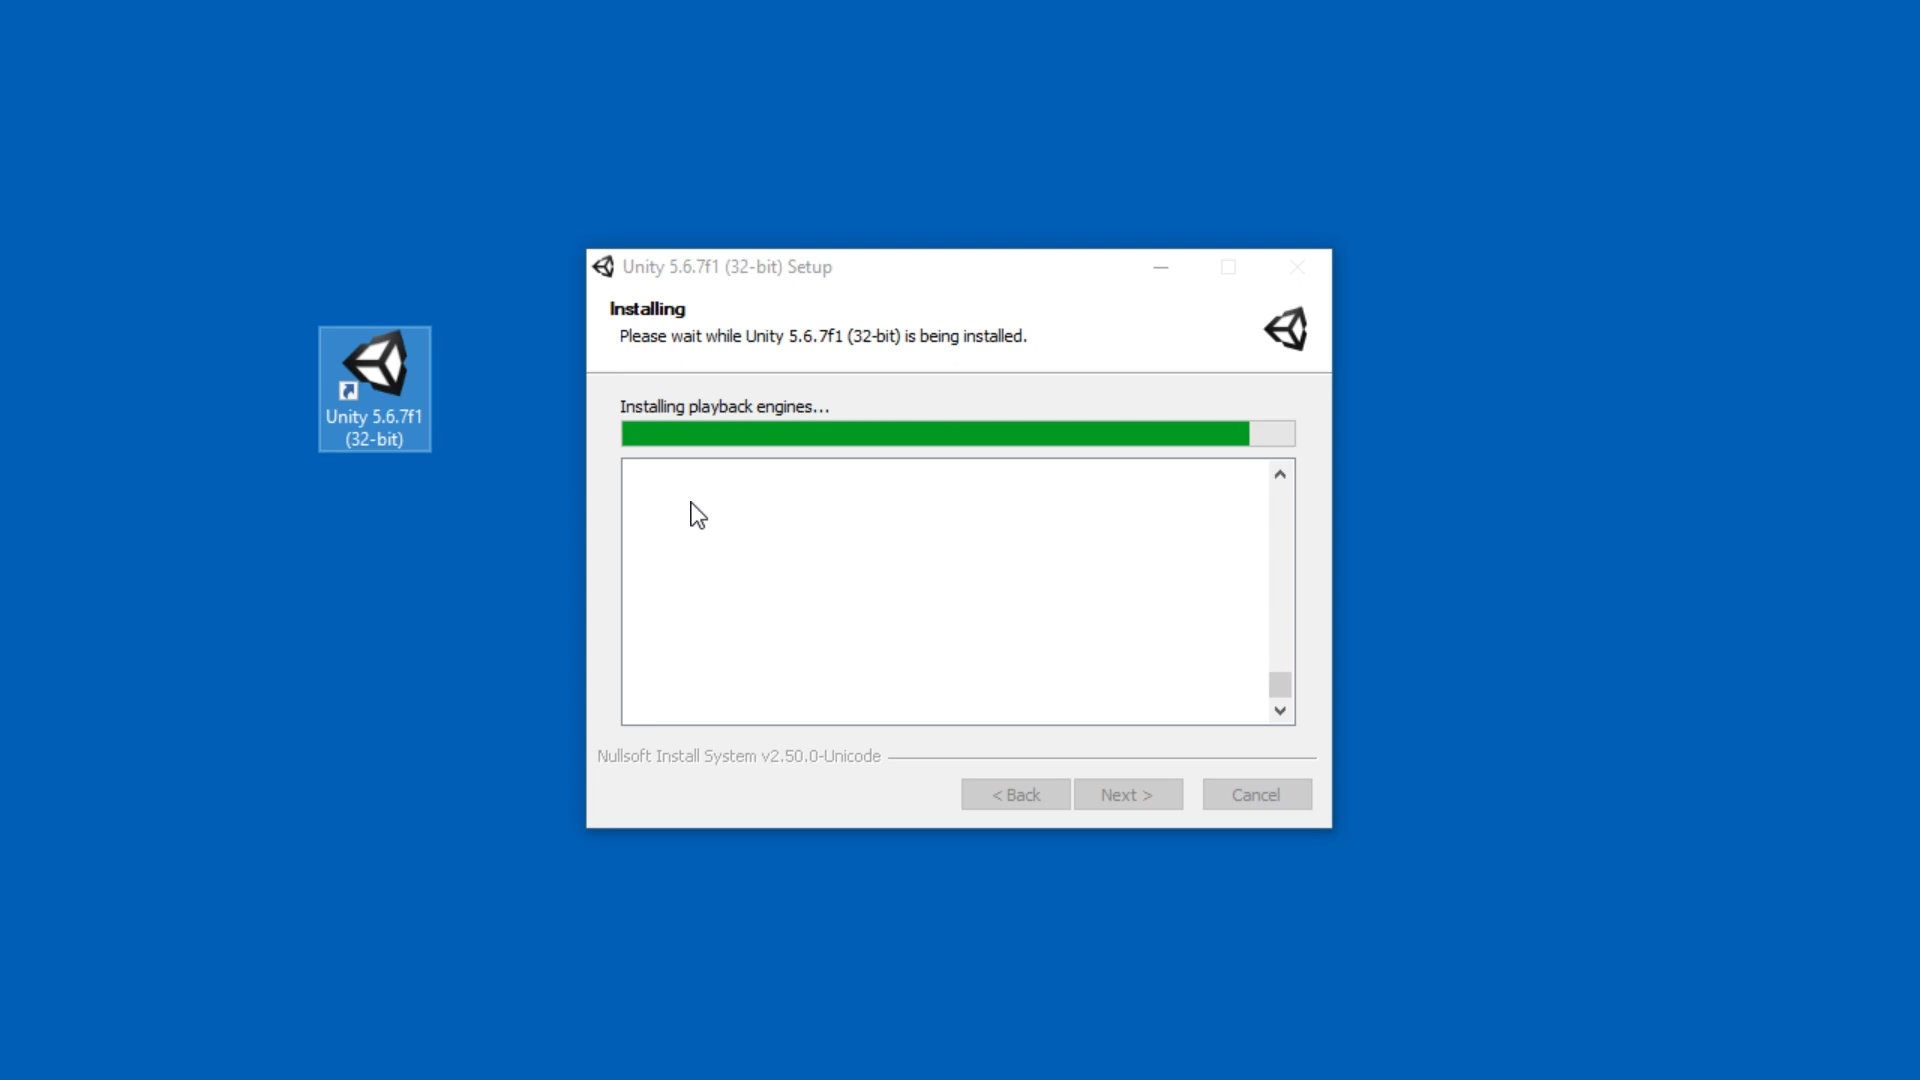 Unity 5.6.7f1 (32-bit) Setup
Installing
Please wait while Unity 5.6.7f1 (32-bit) is being installed.
Unity 5.6.7f1
(32-bit)
Installing playback engines...
Nullsoft Install System v2.50.0-Unicode
< Back
Next >
Cancel